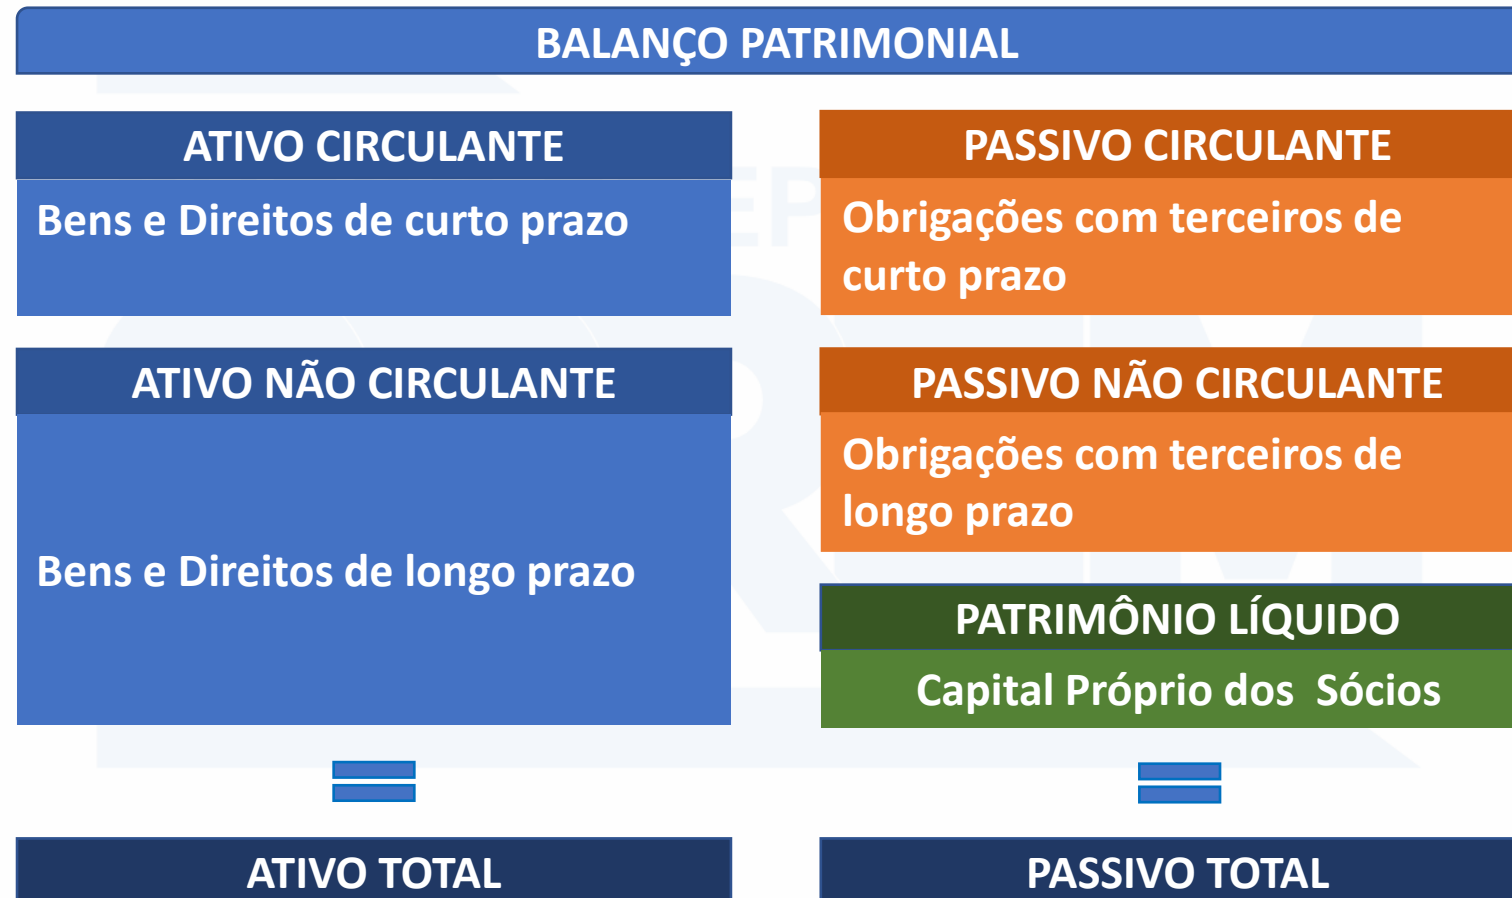 BALANÇO PATRIMONIAL
ATIVO CIRCULANTE
Bens e Direitos de curto prazo
ATIVO NÃO CIRCULANTE
Bens e Direitos de longo prazo
ATIVO TOTAL
PASSIVO CIRCULANTE
Obrigações com terceiros de
curto prazo
PASSIVO NÃO CIRCULANTE
Obrigações com terceiros de
longo prazo
PATRIMÔNIO LÍQUIDO
Capital Próprio dos Sócios
PASSIVO TOTAL